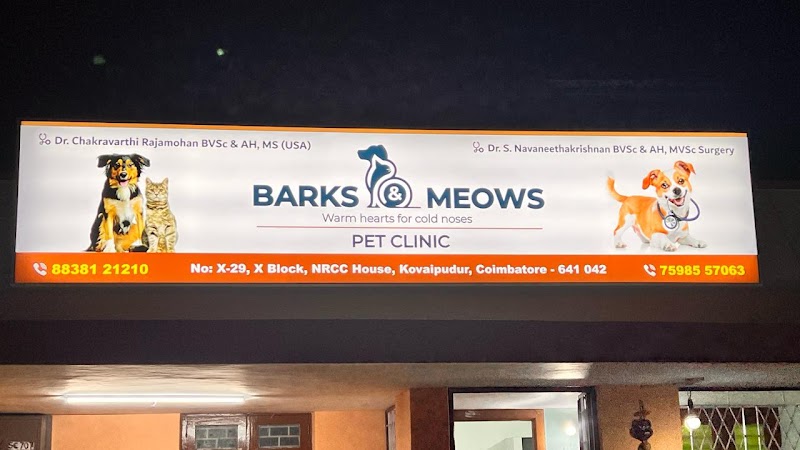 Dr. Chakravarthi Rajamohan BVSc & AH, MS (USA)
Dr. S. Navaneethakrishnan BVSc & AH, MVSc Surgery
BARKS & MEOWS
Warm hearts for cold noses
PET CLINIC
88381 21210
No: X-29, X Block, NRCC House, Kovaipudur, Coimbatore - 641 042
75985 57063